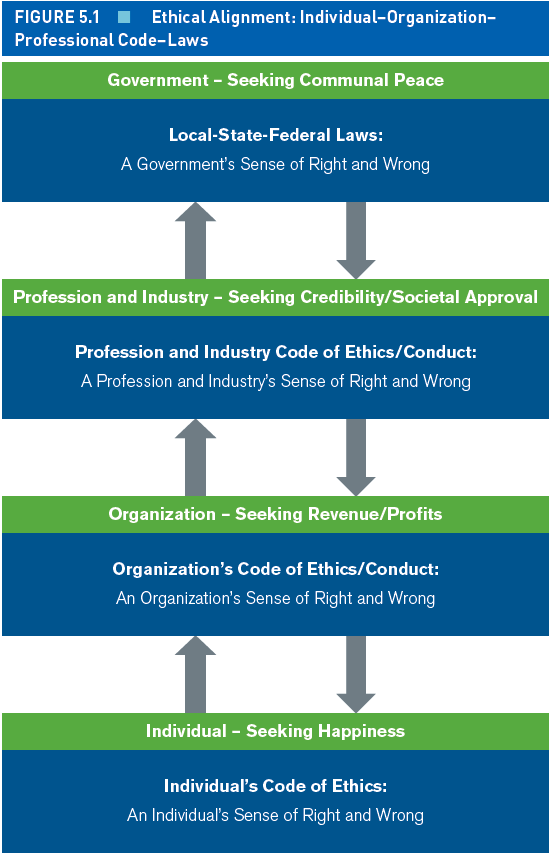 FIGURE 5.1 ■ Ethical Alignment: Individual–Organization–
Professional Code–Laws
Government – Seeking Communal Peace
Local-State-Federal Laws:
A Government's Sense of Right and Wrong
Profession and Industry – Seeking Credibility/Societal Approval
Profession and Industry Code of Ethics/Conduct:
A Profession and Industry's Sense of Right and Wrong
Organization – Seeking Revenue/Profits
Organization's Code of Ethics/Conduct:
An Organization's Sense of Right and Wrong
Individual – Seeking Happiness
Individual's Code of Ethics:
An Individual's Sense of Right and Wrong